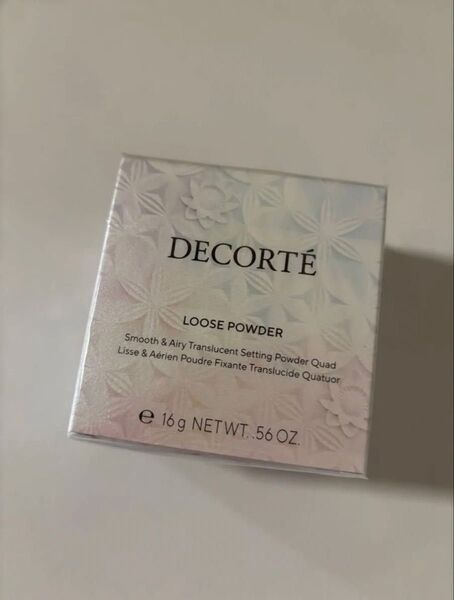 DECORTÉ
LOOSE POWDER
Smooth & Airy Translucent Setting Powder Quad
Lisse & Aérien Poudre Fixante Translucide Quatuor
℮ 16g NETWT. .56 OZ.